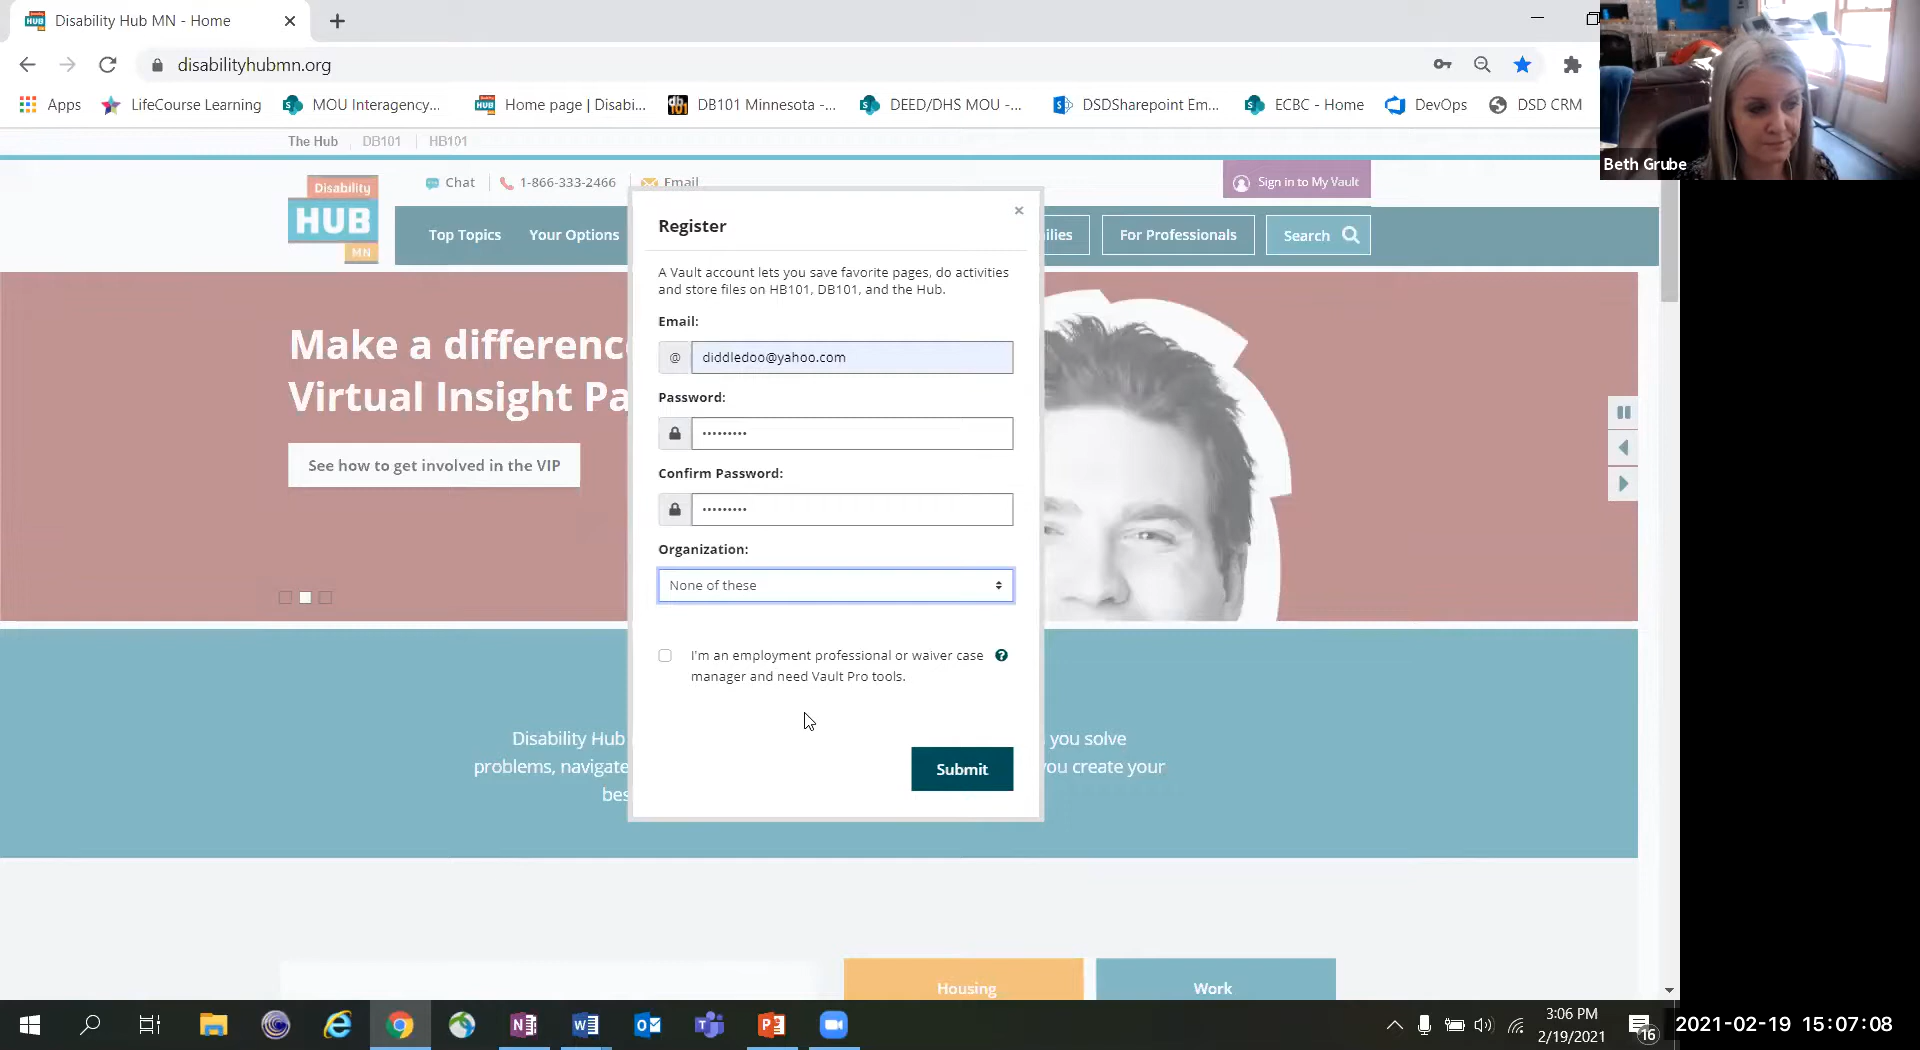 Disability Hub MN - Home
disabilityhubmn.org
Apps
LifeCourse Learning
MOU Interagency...
Home page | Disabi...
DB101 Minnesota -...
DEED/DHS MOU -...
DSDSharepoint Em...
ECBC - Home
DevOps
DSD CRM
Beth Grube
The Hub
DB101
HB101
Disability
HUB
MN
Chat
1-866-333-2466
Email
Sign in to My Vault
Top Topics
Your Options
ilies
For Professionals
Search
Make a differenc
Virtual Insight Pa
See how to get involved in the VIP
Register
A Vault account lets you save favorite pages, do activities
and store files on HB101, DB101, and the Hub.
Email:
@ diddledoo@yahoo.com
Password:
•••••••••
Confirm Password:
•••••••••
Organization:
None of these
I'm an employment professional or waiver case
manager and need Vault Pro tools.
Submit
Disability Hub
you solve
problems, navigate
you create your
bes
Housing
Work
3:06 PM
2/19/2021
16
2021-02-19 15:07:08